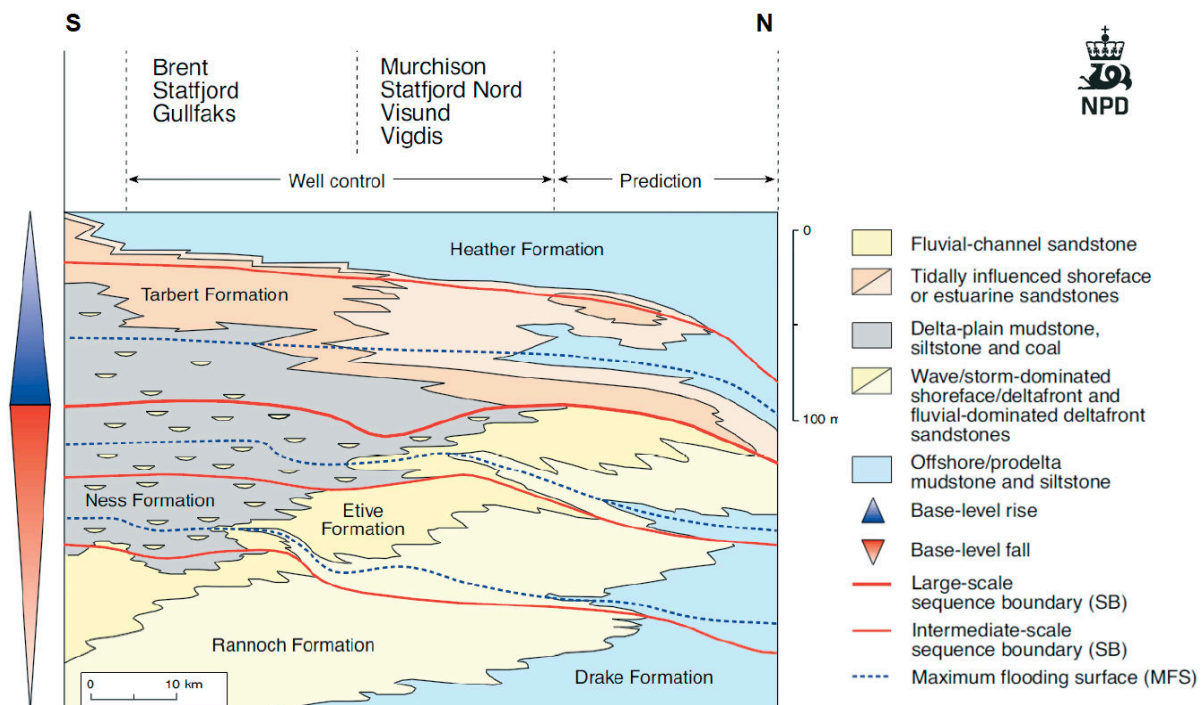 S
N
Brent
Statfjord
Gullfaks
Murchison
Statfjord Nord
Visund
Vigdis
NPD
Well control
Prediction
Heather Formation
Tarbert Formation
Ness Formation
Etive
Formation
Rannoch Formation
Drake Formation
0
10 km
0
100 m
Fluvial-channel sandstone
Tidally influenced shoreface
or estuarine sandstones
Delta-plain mudstone,
siltstone and coal
Wave/storm-dominated
shoreface/deltafront and
fluvial-dominated deltafront
sandstones
Offshore/prodelta
mudstone and siltstone
Base-level rise
Base-level fall
Large-scale
sequence boundary (SB)
Intermediate-scale
sequence boundary (SB)
Maximum flooding surface (MFS)